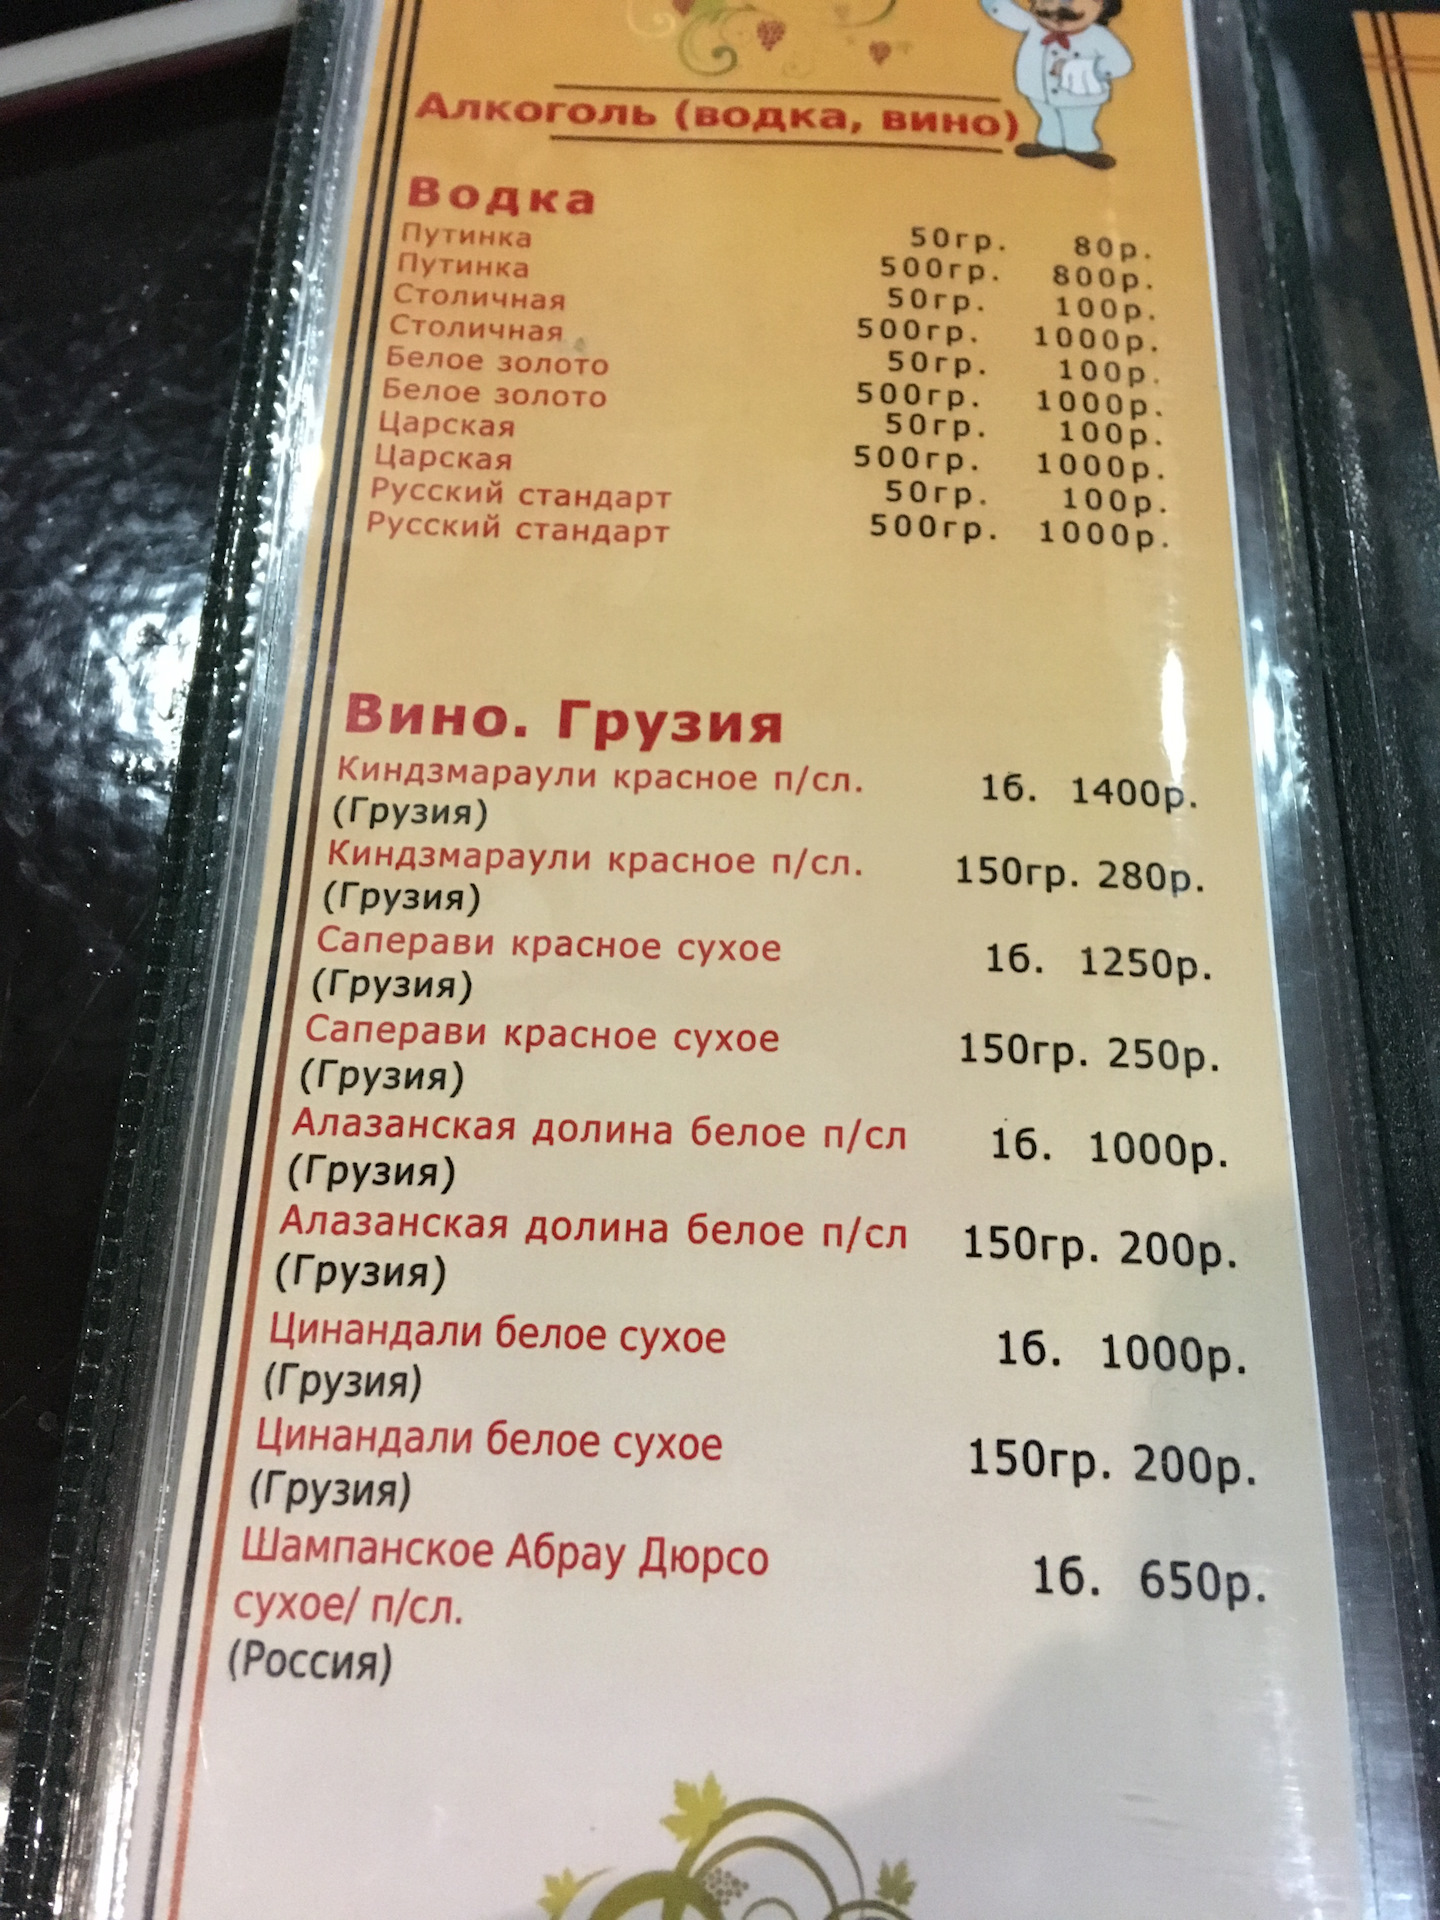 Алкоголь (водка, вино)
Водка
Путинка 50гр. 80р.
Путинка 500гр. 800р.
Столичная 50гр. 100р.
Столичная 500гр. 1000р.
Белое золото 50гр. 100р.
Белое золото 500гр. 1000р.
Царская 50гр. 100р.
Царская 500гр. 1000р.
Русский стандарт 50гр. 100р.
Русский стандарт 500гр. 1000р.
Вино. Грузия
Киндзмараули красное п/сл. 1б. 1400р.
(Грузия)
Киндзмараули красное п/сл. 150гр. 280р.
(Грузия)
Саперави красное сухое 1б. 1250р.
(Грузия)
Саперави красное сухое 150гр. 250р.
(Грузия)
Алазанская долина белое п/сл 1б. 1000р.
(Грузия)
Алазанская долина белое п/сл 150гр. 200р.
(Грузия)
Цинандали белое сухое 1б. 1000р.
(Грузия)
Цинандали белое сухое 150гр. 200р.
(Грузия)
Шампанское Абрау Дюрсо 1б. 650р.
сухое/ п/сл.
(Россия)